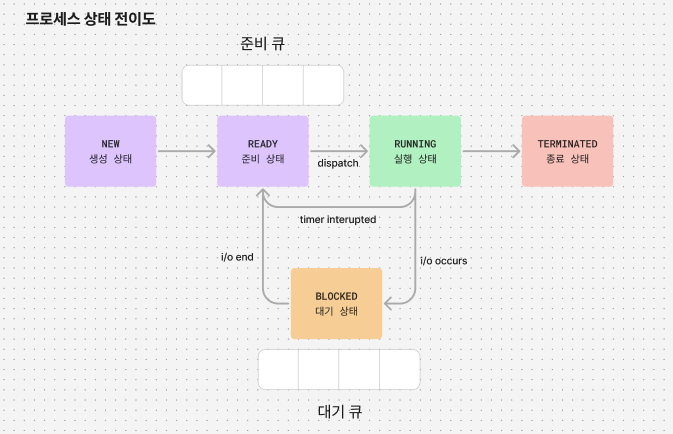 프로세스 상태 전이도
준비 큐
NEW
생성 상태
READY
준비 상태
dispatch
RUNNING
실행 상태
TERMINATED
종료 상태
timer interupted
i/o end
i/o occurs
BLOCKED
대기 상태
대기 큐